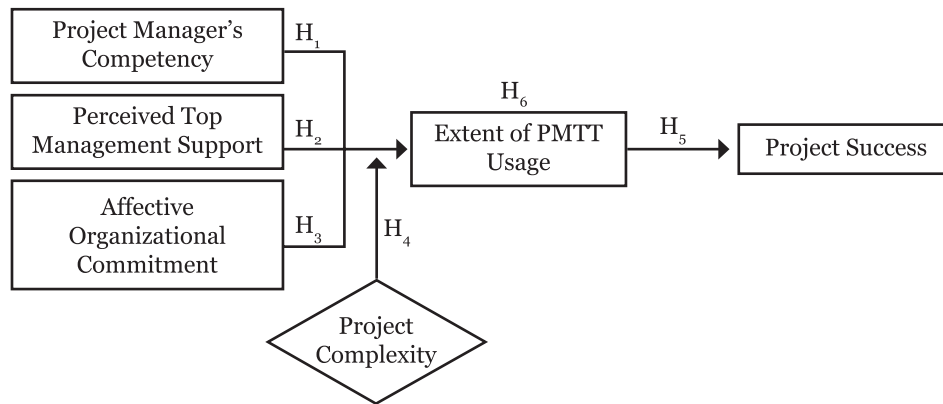 Project Manager’s
Competency
H₁
Perceived Top
Management Support
H₂
Affective
Organizational
Commitment
H₃
H₄
Project
Complexity
H₆
Extent of PMTT
Usage
H₅
Project Success